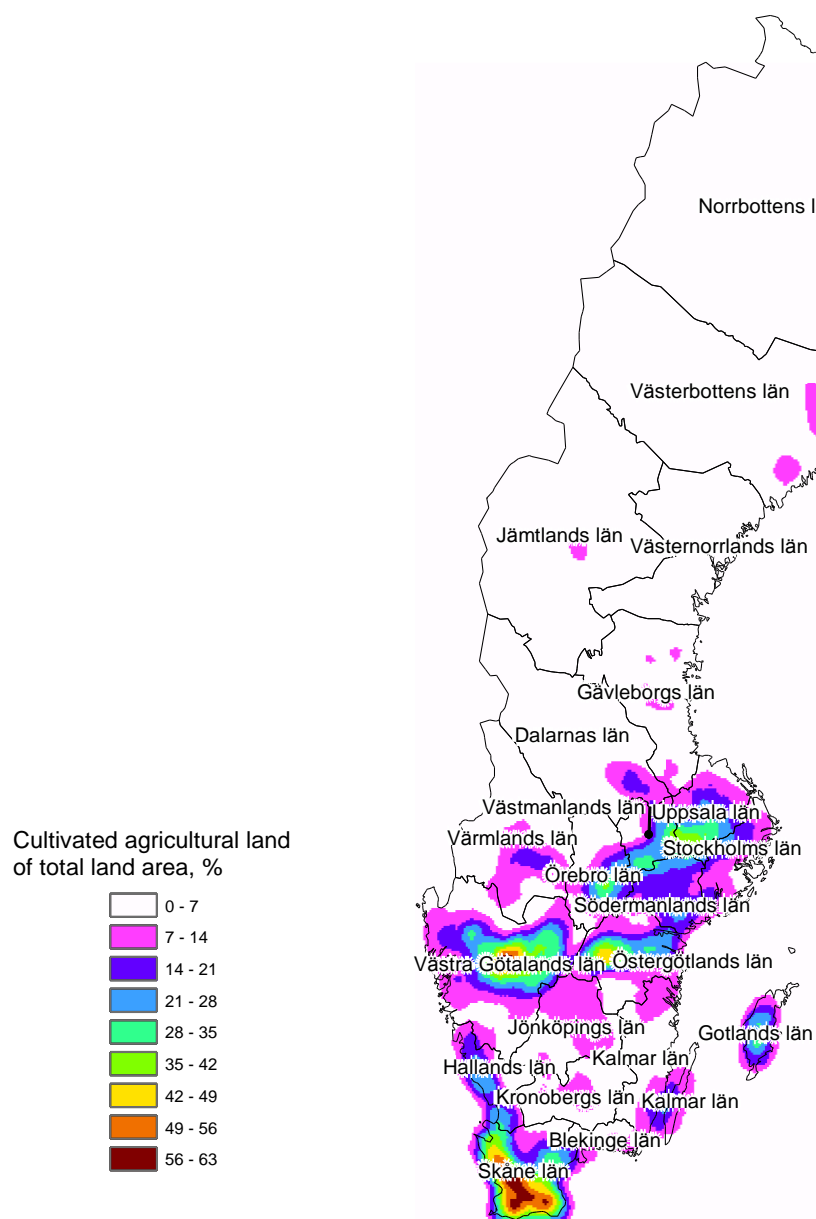 Norrbottens l
Västerbottens län
Jämtlands län
Västernorrlands län
Gävleborgs län
Dalarnas län
Västmanlands län
Uppsala län
Värmlands län
Stockholms län
Örebro län
Södermanlands län
Västra Götalands län
Östergötlands län
Jönköpings län
Gotlands län
Kalmar län
Hallands län
Kronobergs län
Kalmar län
Blekinge län
Skåne län
Cultivated agricultural land
of total land area, %
0 - 7
7 - 14
14 - 21
21 - 28
28 - 35
35 - 42
42 - 49
49 - 56
56 - 63